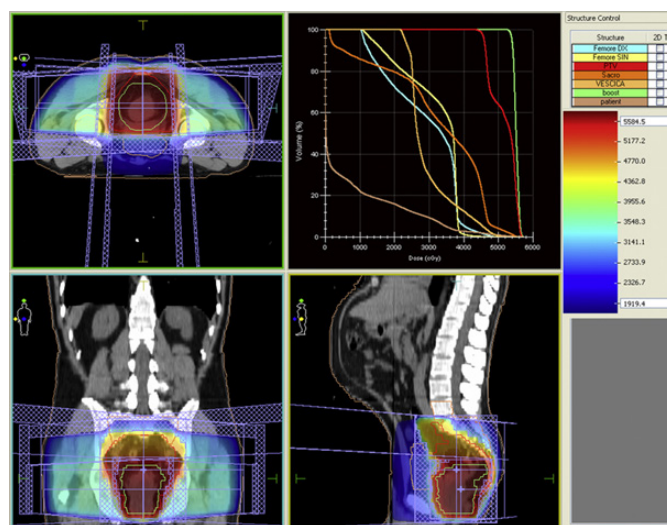 Structure Control
Structure 2D T
Femore DX
Femore SIN
PTV
Sacro
VESCICA
boost
patient
5584.5
4770.0
4362.8
3955.6
3548.3
3141.1
2733.9
2326.7
1919.4
Volume (%)
100
80
60
40
20
0
0 1000 2000 3000 4000 5000 6000
Dose (cGy)